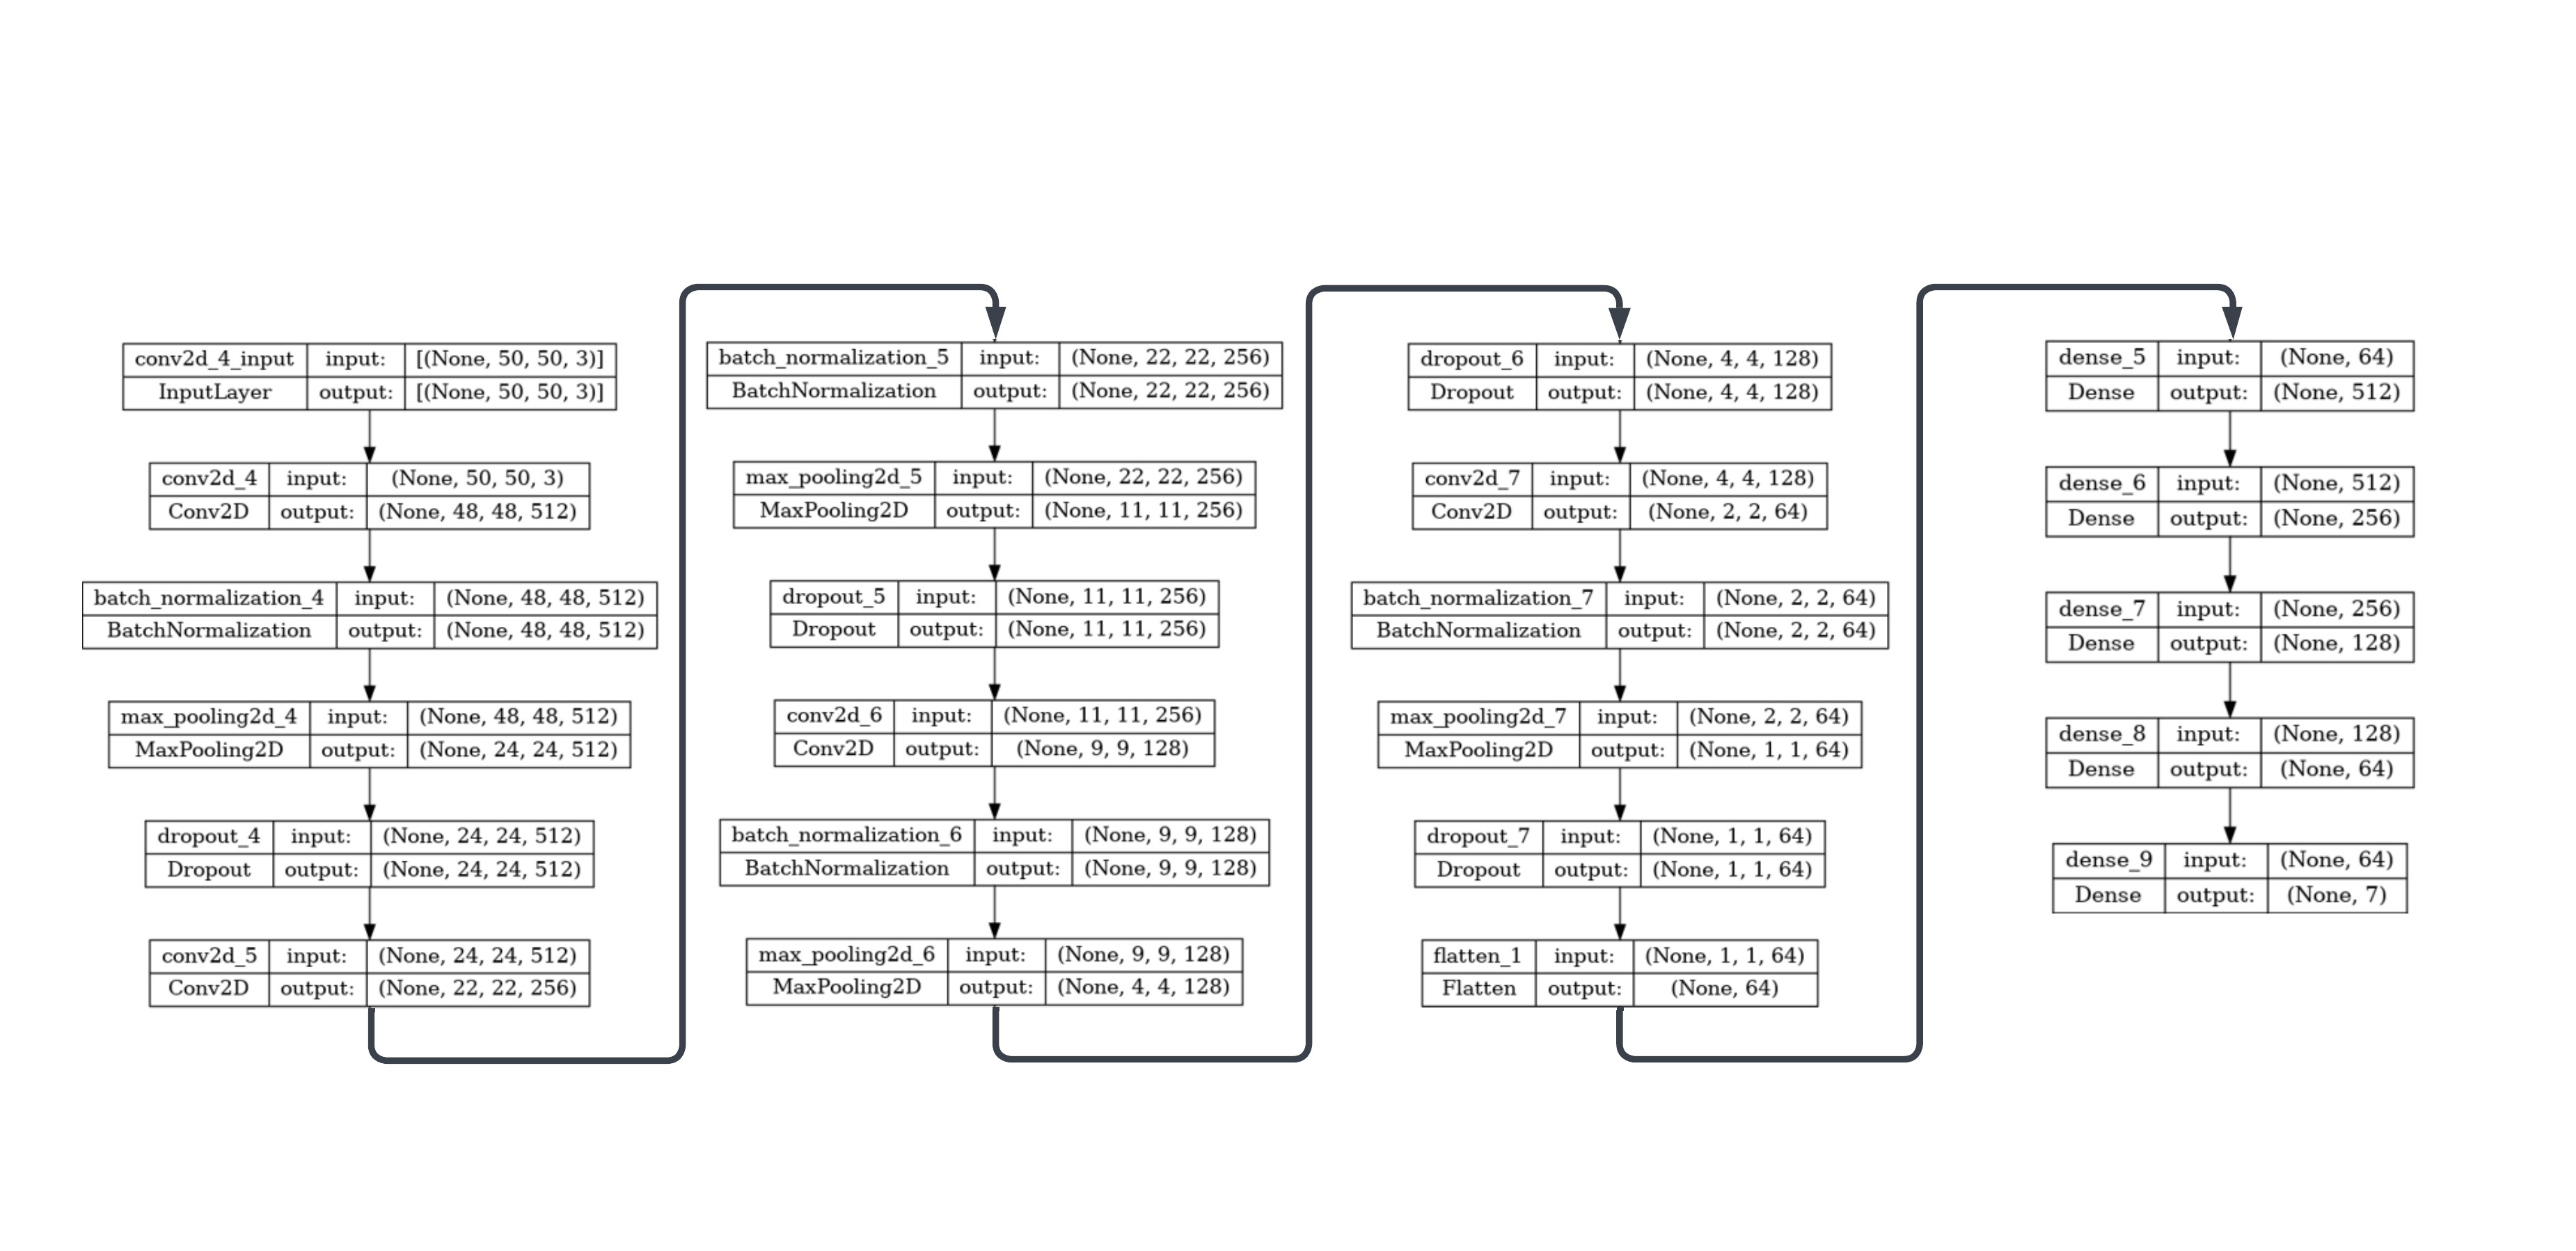 conv2d_4_input input: [(None, 50, 50, 3)]
InputLayer output: [(None, 50, 50, 3)]
conv2d_4 input: (None, 50, 50, 3)
Conv2D output: (None, 48, 48, 512)
batch_normalization_4 input: (None, 48, 48, 512)
BatchNormalization output: (None, 48, 48, 512)
max_pooling2d_4 input: (None, 48, 48, 512)
MaxPooling2D output: (None, 24, 24, 512)
dropout_4 input: (None, 24, 24, 512)
Dropout output: (None, 24, 24, 512)
conv2d_5 input: (None, 24, 24, 512)
Conv2D output: (None, 22, 22, 256)
batch_normalization_5 input: (None, 22, 22, 256)
BatchNormalization output: (None, 22, 22, 256)
max_pooling2d_5 input: (None, 22, 22, 256)
MaxPooling2D output: (None, 11, 11, 256)
dropout_5 input: (None, 11, 11, 256)
Dropout output: (None, 11, 11, 256)
conv2d_6 input: (None, 11, 11, 256)
Conv2D output: (None, 9, 9, 128)
batch_normalization_6 input: (None, 9, 9, 128)
BatchNormalization output: (None, 9, 9, 128)
max_pooling2d_6 input: (None, 9, 9, 128)
MaxPooling2D output: (None, 4, 4, 128)
dropout_6 input: (None, 4, 4, 128)
Dropout output: (None, 4, 4, 128)
conv2d_7 input: (None, 4, 4, 128)
Conv2D output: (None, 2, 2, 64)
batch_normalization_7 input: (None, 2, 2, 64)
BatchNormalization output: (None, 2, 2, 64)
max_pooling2d_7 input: (None, 2, 2, 64)
MaxPooling2D output: (None, 1, 1, 64)
dropout_7 input: (None, 1, 1, 64)
Dropout output: (None, 1, 1, 64)
flatten_1 input: (None, 1, 1, 64)
Flatten output: (None, 64)
dense_5 input: (None, 64)
Dense output: (None, 512)
dense_6 input: (None, 512)
Dense output: (None, 256)
dense_7 input: (None, 256)
Dense output: (None, 128)
dense_8 input: (None, 128)
Dense output: (None, 64)
dense_9 input: (None, 64)
Dense output: (None, 7)